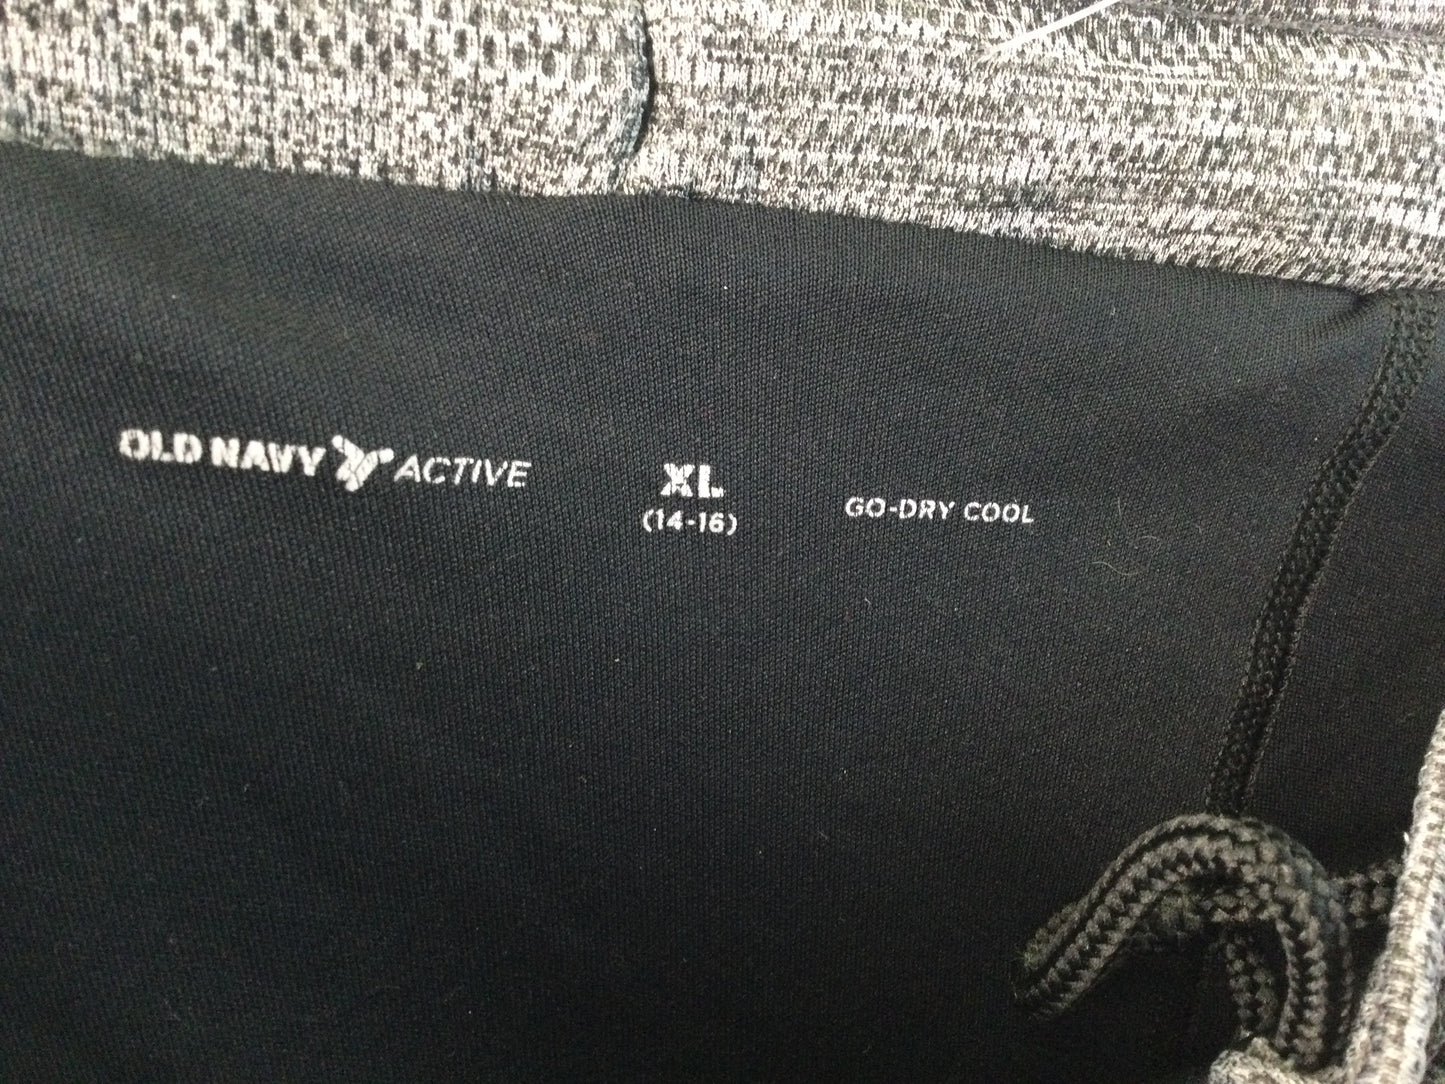 OLD NAVY ACTIVE
XL
(14-16)
GO-DRY COOL